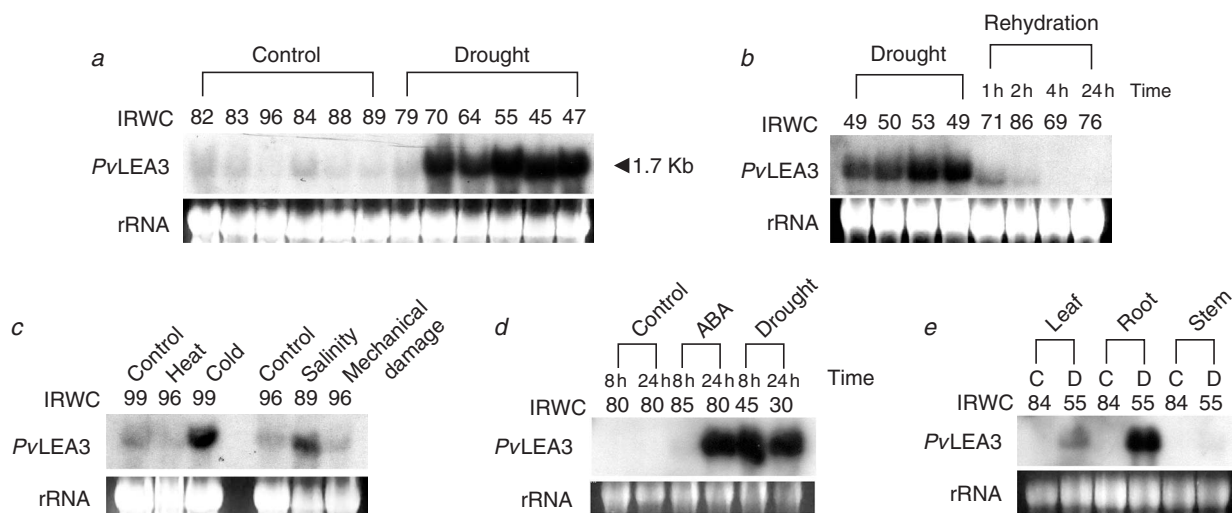 a
Control Drought
IRWC 82 83 96 84 88 89 79 70 64 55 45 47
PvLEA3 ◄1.7 Kb
rRNA
b
Rehydration
Drought
1 h 2 h 4 h 24 h Time
IRWC 49 50 53 49 71 86 69 76
PvLEA3
rRNA
c
Control Heat Cold Control Salinity Mechanical damage
IRWC 99 96 99 96 89 96
PvLEA3
rRNA
d
Control ABA Drought
8 h 24 h 8 h 24 h 8 h 24 h Time
IRWC 80 80 85 80 45 30
PvLEA3
rRNA
e
Leaf Root Stem
C D C D C D
IRWC 84 55 84 55 84 55
PvLEA3
rRNA